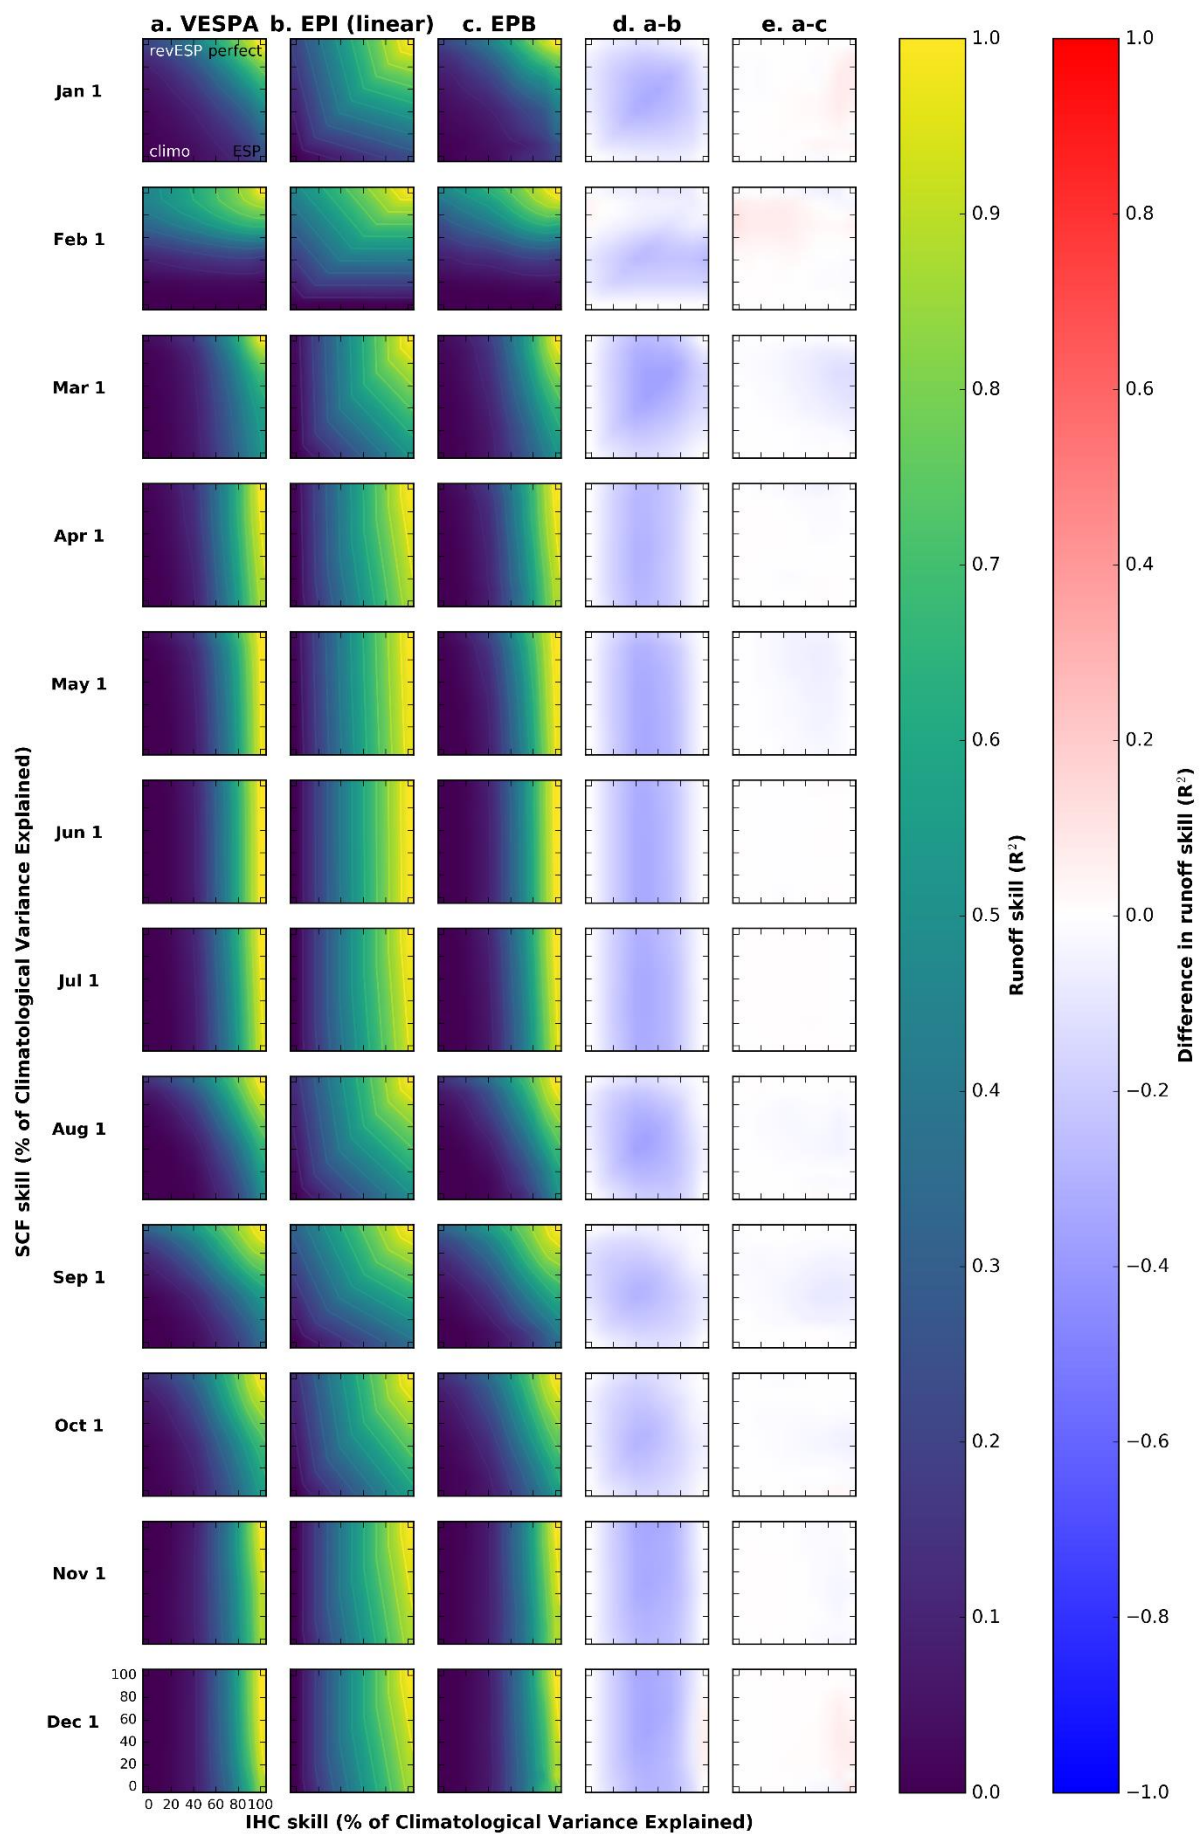 a. VESPA b. EPI (linear) c. EPB d. a-b e. a-c
revESP perfect
climo ESP
Jan 1
Feb 1
Mar 1
Apr 1
May 1
Jun 1
Jul 1
Aug 1
Sep 1
Oct 1
Nov 1
Dec 1
100
80
60
40
20
0
0 20 40 60 80 100
SCF skill (% of Climatological Variance Explained)
IHC skill (% of Climatological Variance Explained)
1.0
0.9
0.8
0.7
0.6
0.5
0.4
0.3
0.2
0.1
0.0
Runoff skill (R²)
1.0
0.8
0.6
0.4
0.2
0.0
−0.2
−0.4
−0.6
−0.8
−1.0
Difference in runoff skill (R²)